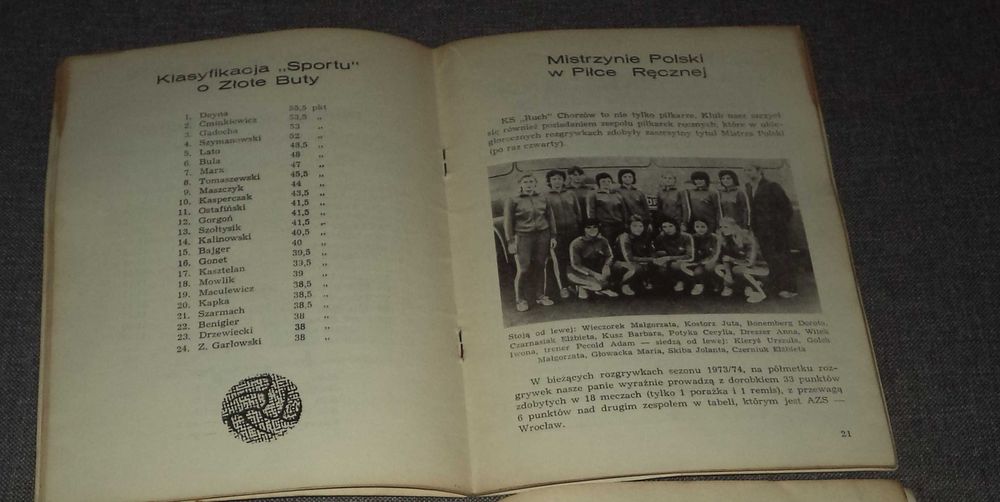 Klasyfikacja „Sportu"
o Złote Buty
1. Deyna 55,5 pkt
2. Ćmikiewicz 53,5 „
3. Gadocha 53 „
4. Szymanowski 52 „
5. Lato 48,5 „
6. Bula 48 „
7. Marx 47 „
8. Tomaszewski 45,5 „
9. Maszczyk 44 „
10. Kasperczak 43,5 „
11. Ostafiński 41,5 „
12. Gorgoń 41,5 „
13. Szołtysik 41,5 „
14. Kalinowski 40,5 „
15. Bajger 40 „
16. Gonet 39,5 „
17. Kasztelan 39,5 „
18. Mowlik 39 „
19. Maculewicz 38,5 „
20. Kapka 38,5 „
21. Szarmach 38,5 „
22. Benigier 38 „
23. Drzewiecki 38 „
24. Z. Garłowski 38 „
Mistrzynie Polski
w Piłce Ręcznej
KS „Ruch" Chorzów to nie tylko piłkarze. Klub nasz szczyci
się również posiadaniem zespołu piłkarek ręcznych, które w ubie-
głorocznych rozgrywkach zdobyły zaszczytny tytuł Mistrza Polski
(po raz czwarty).
Stoją od lewej: Wieczorek Małgorzata, Kostorz Juta, Bonemberg Dorota,
Czarnasiak Elżbieta, Kusz Barbara, Potyka Cecylia, Drezzer Anna, Witek
Iwona, trener Pecold Adam — siedzą od lewej: Kieryś Urszula, Golch
Małgorzata, Głowacka Maria, Skiba Jolanta, Czerniuk Elżbieta
W bieżących rozgrywkach sezonu 1973/74, na półmetku roz-
grywek nasze panie wyraźnie prowadzą z dorobkiem 33 punktów
zdobytych w 18 meczach (tylko 1 porażka i 1 remis), z przewagą
6 punktów nad drugim zespołem w tabeli, którym jest AZS —
Wrocław.
21